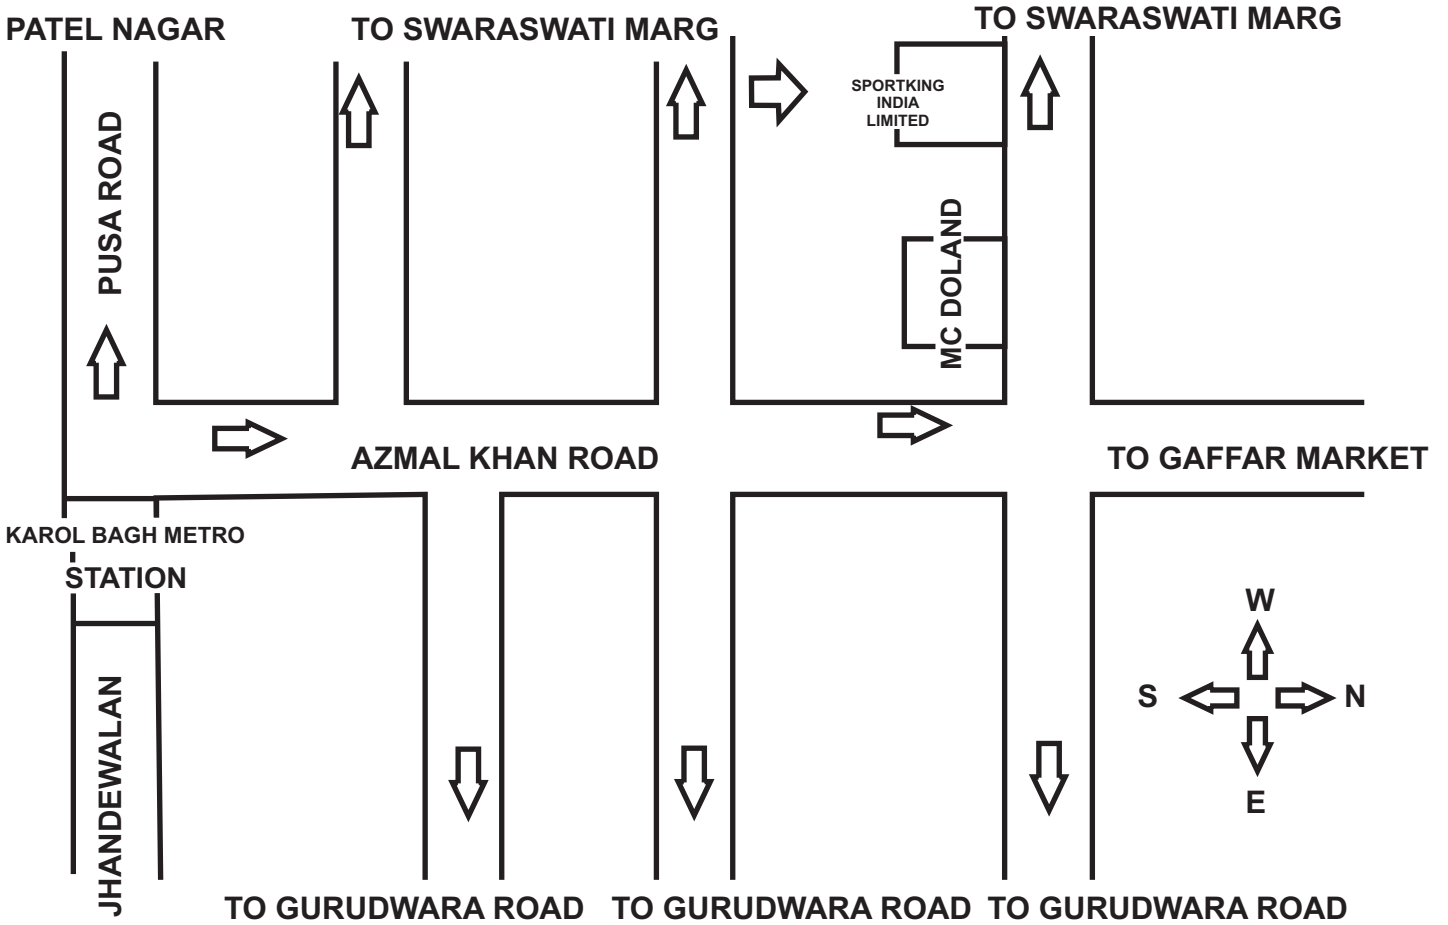 PATEL NAGAR
TO SWARASWATI MARG
TO SWARASWATI MARG
SPORTKING
INDIA
LIMITED
PUSA ROAD
MC DOLAND
AZMAL KHAN ROAD
TO GAFFAR MARKET
KAROL BAGH METRO
STATION
JHANDEWALAN
W
S
N
E
TO GURUDWARA ROAD
TO GURUDWARA ROAD
TO GURUDWARA ROAD